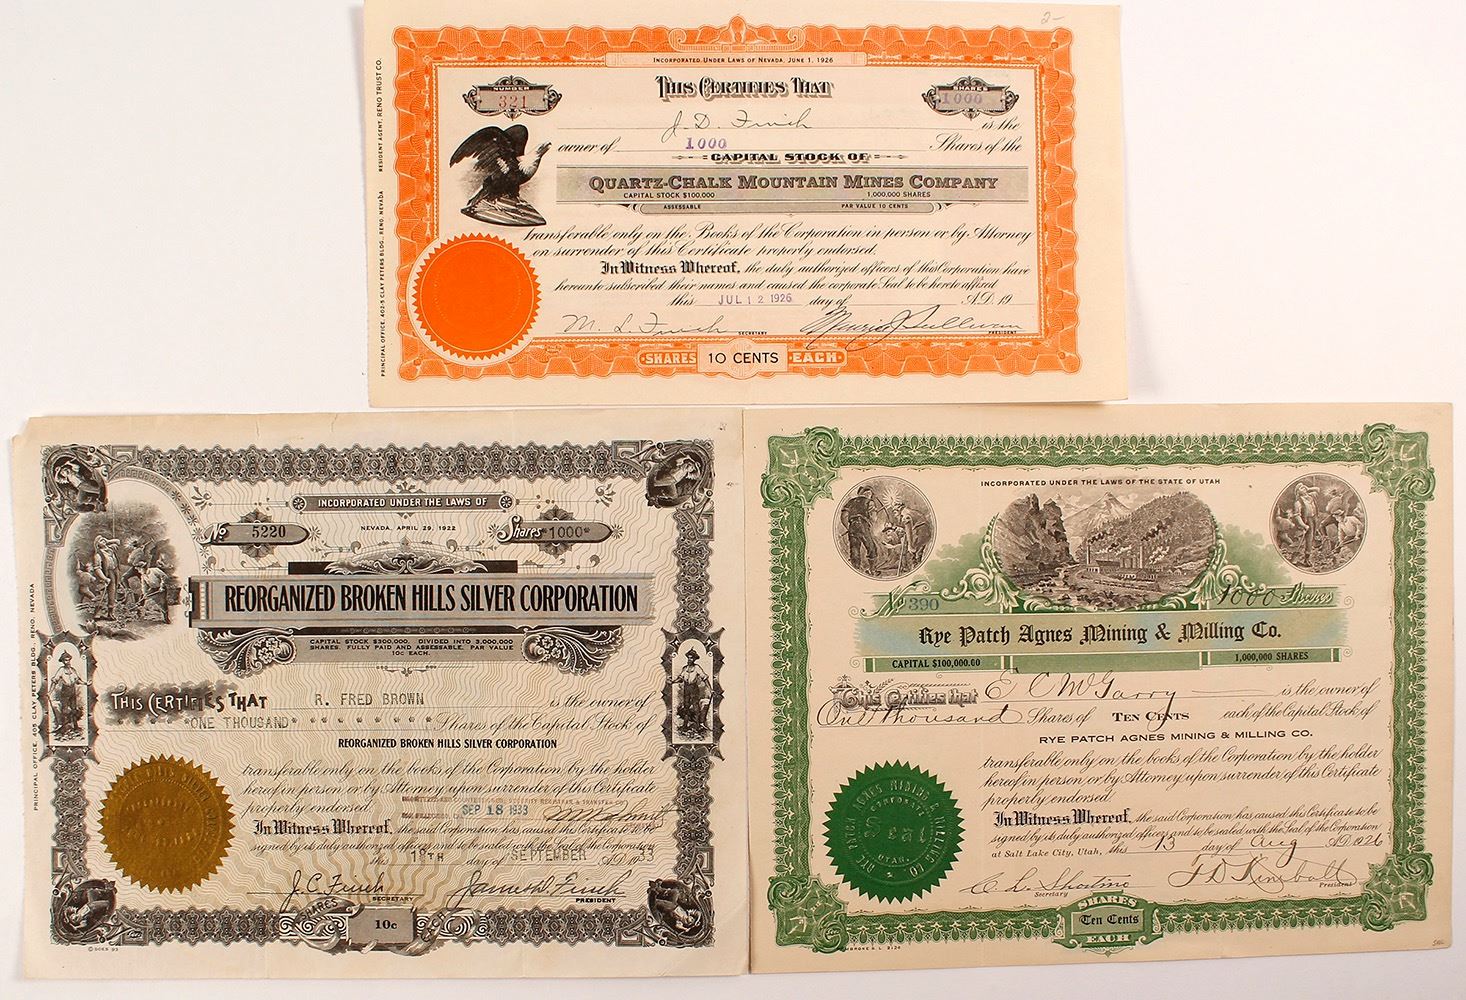 2-
INCORPORATED UNDER LAWS OF NEVADA, JUNE 1, 1926
THIS CERTIFIES THAT
NUMBER
321
SHARES
1000
J. D. Finch is the
owner of 1000 Shares of the
CAPITAL STOCK OF
QUARTZ-CHALK MOUNTAIN MINES COMPANY
CAPITAL STOCK $100,000 1,000,000 SHARES
ASSESSABLE PAR VALUE 10 CENTS
transferable only on the Books of the Corporation in person or by Attorney
on surrender of this Certificate properly endorsed.
In Witness Whereof, the duly authorized officers of this Corporation have
hereunto subscribed their names and caused the corporate Seal to be hereto affixed
this JUL 12 1926 day of A.D. 19
M. L. Finch SECRETARY Sullivan PRESIDENT
SHARES 10 CENTS EACH
PRINCIPAL OFFICE, 402-5 CLAY PETERS BLDG., RENO, NEVADA RESIDENT AGENT, RENO TRUST CO.
INCORPORATED UNDER THE LAWS OF
NEVADA, APRIL 29, 1922
No 5220
Shares *1000*
REORGANIZED BROKEN HILLS SILVER CORPORATION
CAPITAL STOCK $300,000. DIVIDED INTO 3,000,000
SHARES. FULLY PAID AND ASSESSABLE. PAR VALUE
10c EACH.
THIS CERTIFIES THAT R. FRED BROWN is the owner of
*ONE THOUSAND* * * * * * * Shares of the Capital Stock of
REORGANIZED BROKEN HILLS SILVER CORPORATION
transferable only on the books of the Corporation by the holder
hereof in person or by Attorney upon surrender of this Certificate
properly endorsed.
SEP 18 1933
In Witness Whereof, the said Corporation has caused this Certificate to be
signed by its duly authorized officers and to be sealed with the Seal of the Corporation
this 18TH day of SEPTEMBER A.D. 1933
J. C. Finch SECRETARY James D. Finch PRESIDENT
SHARES
10c
PRINCIPAL OFFICE, 405 CLAY PETERS BLDG., RENO, NEVADA
INCORPORATED UNDER THE LAWS OF THE STATE OF UTAH
No 390
1000 Shares
Rye Patch Agnes Mining & Milling Co.
CAPITAL $100,000.00 1,000,000 SHARES
This Certifies that E C McGarry is the owner of
One Thousand Shares of TEN CENTS each of the Capital Stock of
RYE PATCH AGNES MINING & MILLING CO.
transferable only on the books of the Corporation by the holder
hereof in person or by Attorney upon surrender of this Certificate
properly endorsed.
In Witness Whereof, the said Corporation has caused this Certificate to be
signed by its duly authorized officers and to be sealed with the Seal of the Corporation
at Salt Lake City, Utah, this 13 day of Aug A.D. 1926
Secretary F D Kimball President
SHARES
Ten Cents
EACH
RYE PATCH AGNES MINING & MILLING CO.
CORPORATE
SEAL
UTAH